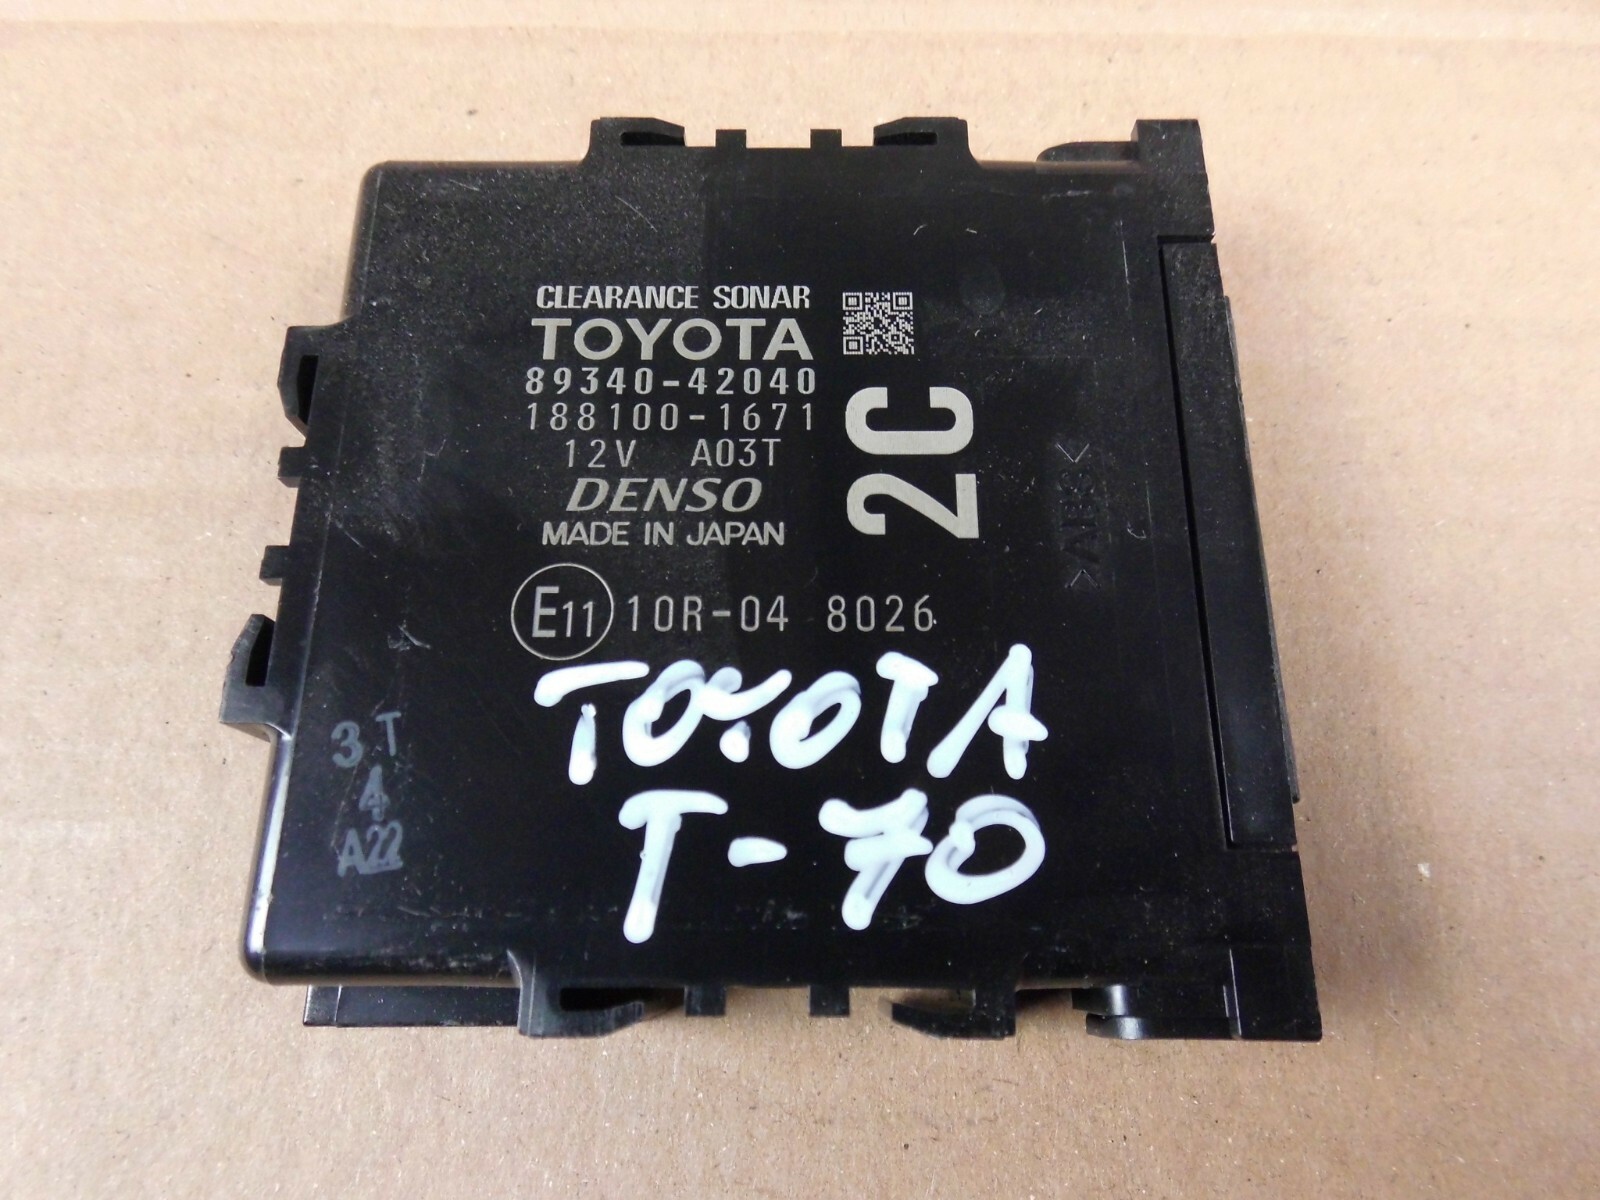 CLEARANCE SONAR
TOYOTA
89340-42040
188100-1671
12V A03T
DENSO
MADE IN JAPAN
2C
>ABS<
E11 10R-04 8026
TOYOTA
T-70
3 T
4
A22